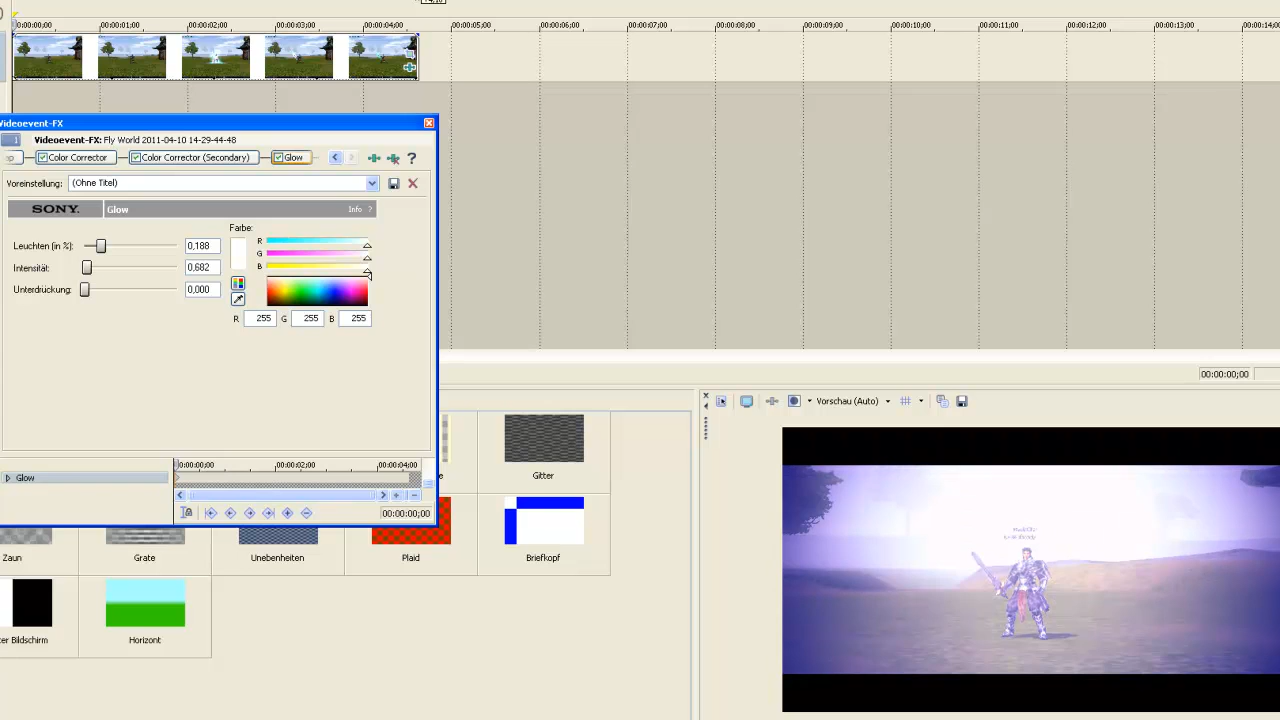 +4,18
00:00:00;00 00:00:01;00 00:00:02;00 00:00:03;00 00:00:04;00 00:00:05;00 00:00:06;00 00:00:07;00 00:00:08;00 00:00:09;00 00:00:10;00 00:00:11;00 00:00:12;00 00:00:13;00 00:00:14;0
Videoevent-FX
Videoevent-FX: Fly World 2011-04-10 14-29-44-48
Color Corrector Color Corrector (Secondary) Glow ?
Voreinstellung: (Ohne Titel)
SONY. Glow Info ?
Farbe:
Leuchten (in %): 0,188
Intensität: 0,682
Unterdrückung: 0,000
R
G
B
R 255 G 255 B 255
00:00:00;00
Vorschau (Auto)
00:00:00;00 00:00:02;00 00:00:04;00
Glow
00:00:00;00
Gitter
Zaun Grate Unebenheiten Plaid Briefkopf
ter Bildschirm Horizont